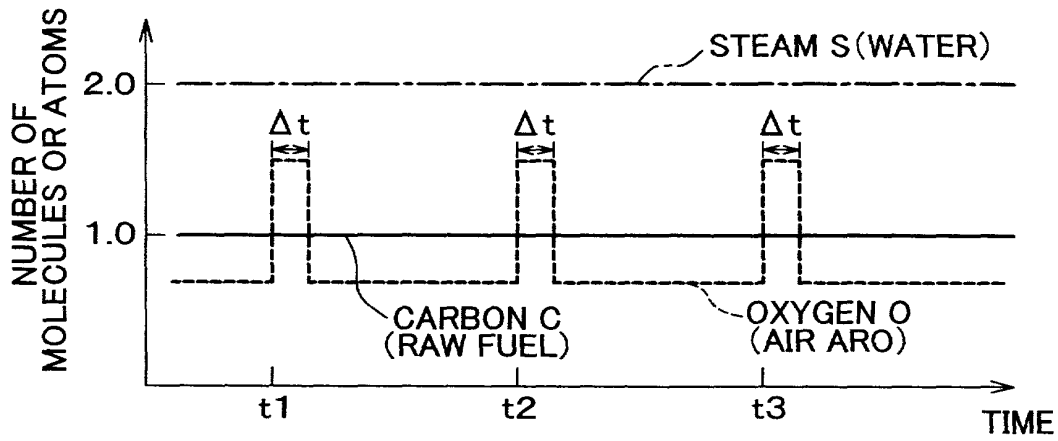 NUMBER OF
MOLECULES OR ATOMS
STEAM S (WATER)
2.0
Δt
Δt
Δt
1.0
CARBON C
(RAW FUEL)
OXYGEN O
(AIR ARO)
t1
t2
t3
TIME